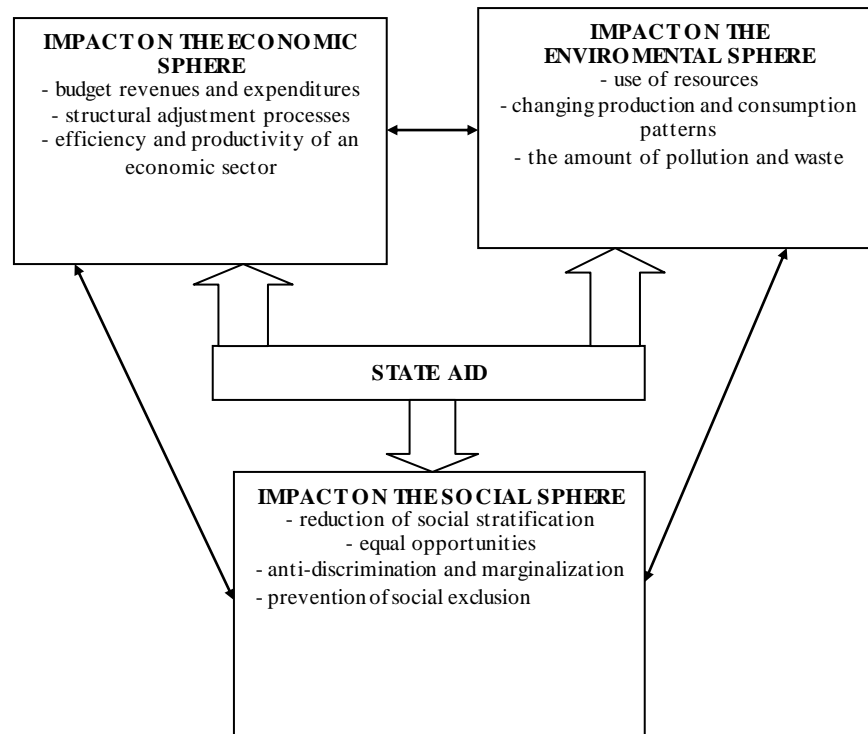 IMPACT ON THE ECONOMIC
SPHERE
- budget revenues and expenditures
- structural adjustment processes
- efficiency and productivity of an
economic sector
IMPACT ON THE
ENVIROMENTAL SPHERE
- use of resources
- changing production and consumption
patterns
- the amount of pollution and waste
STATE AID
IMPACT ON THE SOCIAL SPHERE
- reduction of social stratification
- equal opportunities
- anti-discrimination and marginalization
- prevention of social exclusion